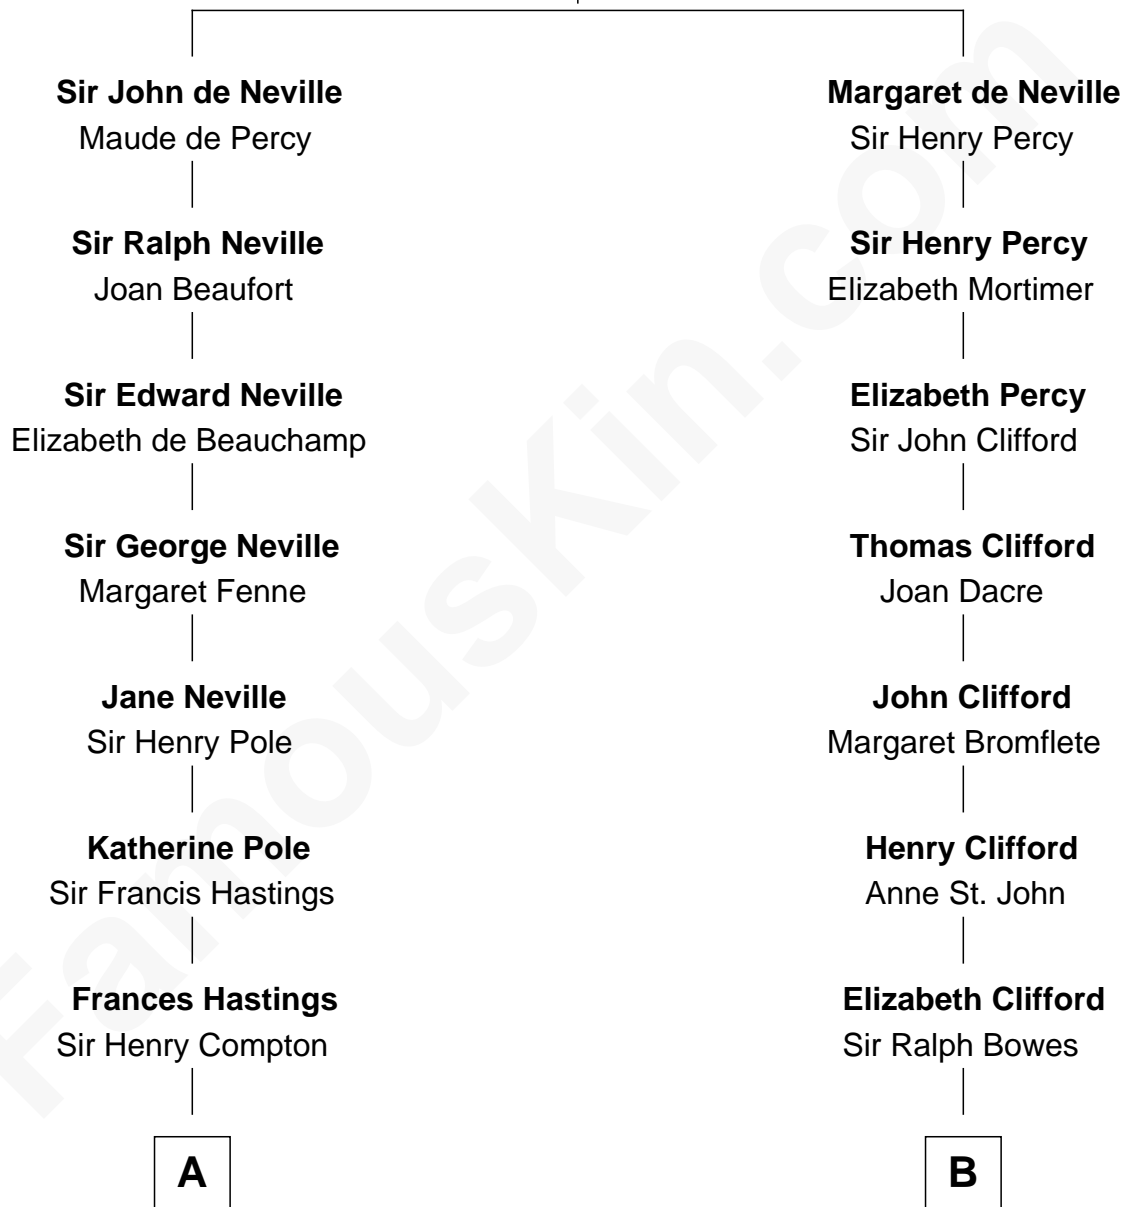 Sir John de Neville
Maude de Percy
Sir Ralph Neville
Joan Beaufort
Sir Edward Neville
Elizabeth de Beauchamp
Sir George Neville
Margaret Fenne
Jane Neville
Sir Henry Pole
Katherine Pole
Sir Francis Hastings
Frances Hastings
Sir Henry Compton
A
Margaret de Neville
Sir Henry Percy
Sir Henry Percy
Elizabeth Mortimer
Elizabeth Percy
Sir John Clifford
Thomas Clifford
Joan Dacre
John Clifford
Margaret Bromflete
Henry Clifford
Anne St. John
Elizabeth Clifford
Sir Ralph Bowes
B
FamousKin.com